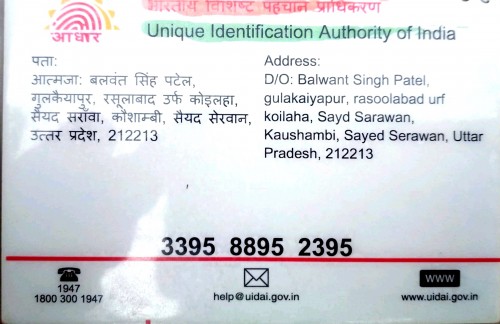 भारतीय विशिष्ट पहचान प्राधिकरण
आधार
Unique Identification Authority of India
पता:
आत्मजा: बलवंत सिंह पटेल,
गुलकैयापुर, रसूलाबाद उर्फ कोइलहा,
सैयद सरांवा, कौशाम्बी, सैयद सेरवान,
उत्तर प्रदेश, 212213
Address:
D/O: Balwant Singh Patel,
gulakaiyapur, rasoolabad urf
koilaha, Sayd Sarawan,
Kaushambi, Sayed Serawan, Uttar
Pradesh, 212213
3395 8895 2395
1947
1800 300 1947
help@uidai.gov.in
www
www.uidai.gov.in